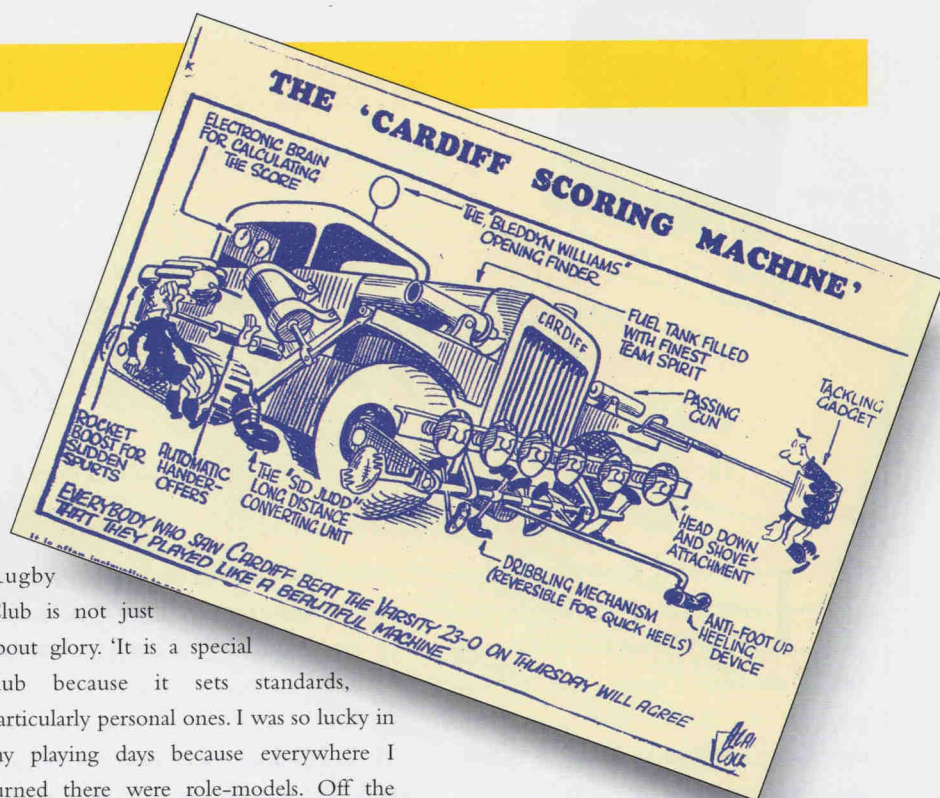 THE 'CARDIFF SCORING MACHINE'
ELECTRONIC BRAIN
FOR CALCULATING
THE SCORE
THE, "BLEDDYN WILLIAMS"
OPENING FINDER
FUEL TANK FILLED
WITH FINEST
TEAM SPIRIT
CARDIFF
PASSING
GUN
TACKLING
GADGET
ROCKET
BOOST FOR
SUDDEN
SPURTS
AUTOMATIC
HANDER-
OFFERS
THE "SID JUDD"
LONG DISTANCE
CONVERTING UNIT
"HEAD DOWN
AND SHOVE"
ATTACHMENT
DRIBBLING MECHANISM
(REVERSIBLE FOR QUICK HEELS)
ANTI-FOOT UP
HEELING
DEVICE
EVERYBODY WHO SAW CARDIFF BEAT THE VARSITY 23-0 ON THURSDAY WILL AGREE
THAT THEY PLAYED LIKE A BEAUTIFUL MACHINE
Rugby
Club is not just
bout glory. 'It is a special
lub because it sets standards,
articularly personal ones. I was so lucky in
ny playing days because everywhere I
urned there were role-models. Off the